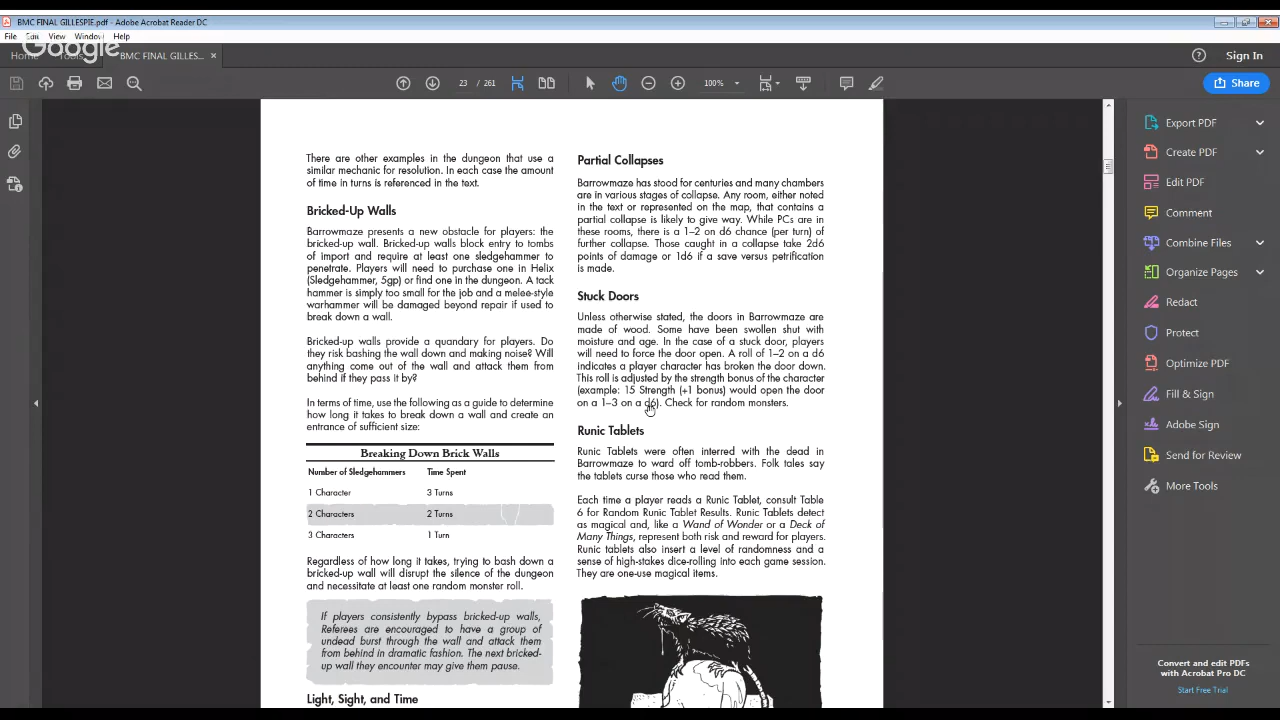 BMC FINAL GILLESPIE.pdf - Adobe Acrobat Reader DC
File Edit View Window Help
Google
Home Tools BMC FINAL GILLES... × Sign In
23 / 261 100% Share
There are other examples in the dungeon that use a
similar mechanic for resolution. In each case the amount
of time in turns is referenced in the text.
Bricked-Up Walls
Barrowmaze presents a new obstacle for players: the
bricked-up wall. Bricked-up walls block entry to tombs
of import and require at least one sledgehammer to
penetrate. Players will need to purchase one in Helix
(Sledgehammer, 5gp) or find one in the dungeon. A tack
hammer is simply too small for the job and a melee-style
warhammer will be damaged beyond repair if used to
break down a wall.
Bricked-up walls provide a quandary for players. Do
they risk bashing the wall down and making noise? Will
anything come out of the wall and attack them from
behind if they pass it by?
In terms of time, use the following as a guide to determine
how long it takes to break down a wall and create an
entrance of sufficient size:
Breaking Down Brick Walls
Number of Sledgehammers Time Spent
1 Character 3 Turns
2 Characters 2 Turns
3 Characters 1 Turn
Regardless of how long it takes, trying to bash down a
bricked-up wall will disrupt the silence of the dungeon
and necessitate at least one random monster roll.
If players consistently bypass bricked-up walls,
Referees are encouraged to have a group of
undead burst through the wall and attack them
from behind in dramatic fashion. The next bricked-
up wall they encounter may give them pause.
Light, Sight, and Time
Partial Collapses
Barrowmaze has stood for centuries and many chambers
are in various stages of collapse. Any room, either noted
in the text or represented on the map, that contains a
partial collapse is likely to give way. While PCs are in
these rooms, there is a 1–2 on d6 chance (per turn) of
further collapse. Those caught in a collapse take 2d6
points of damage or 1d6 if a save versus petrification
is made.
Stuck Doors
Unless otherwise stated, the doors in Barrowmaze are
made of wood. Some have been swollen shut with
moisture and age. In the case of a stuck door, players
will need to force the door open. A roll of 1–2 on a d6
indicates a player character has broken the door down.
This roll is adjusted by the strength bonus of the character
(example: 15 Strength (+1 bonus) would open the door
on a 1–3 on a d6). Check for random monsters.
Runic Tablets
Runic Tablets were often interred with the dead in
Barrowmaze to ward off tomb-robbers. Folk tales say
the tablets curse those who read them.
Each time a player reads a Runic Tablet, consult Table
6 for Random Runic Tablet Results. Runic Tablets detect
as magical and, like a Wand of Wonder or a Deck of
Many Things, represent both risk and reward for players.
Runic tablets also insert a level of randomness and a
sense of high-stakes dice-rolling into each game session.
They are one-use magical items.
Export PDF
Create PDF
Edit PDF
Comment
Combine Files
Organize Pages
Redact
Protect
Optimize PDF
Fill & Sign
Adobe Sign
Send for Review
More Tools
Convert and edit PDFs
with Acrobat Pro DC
Start Free Trial